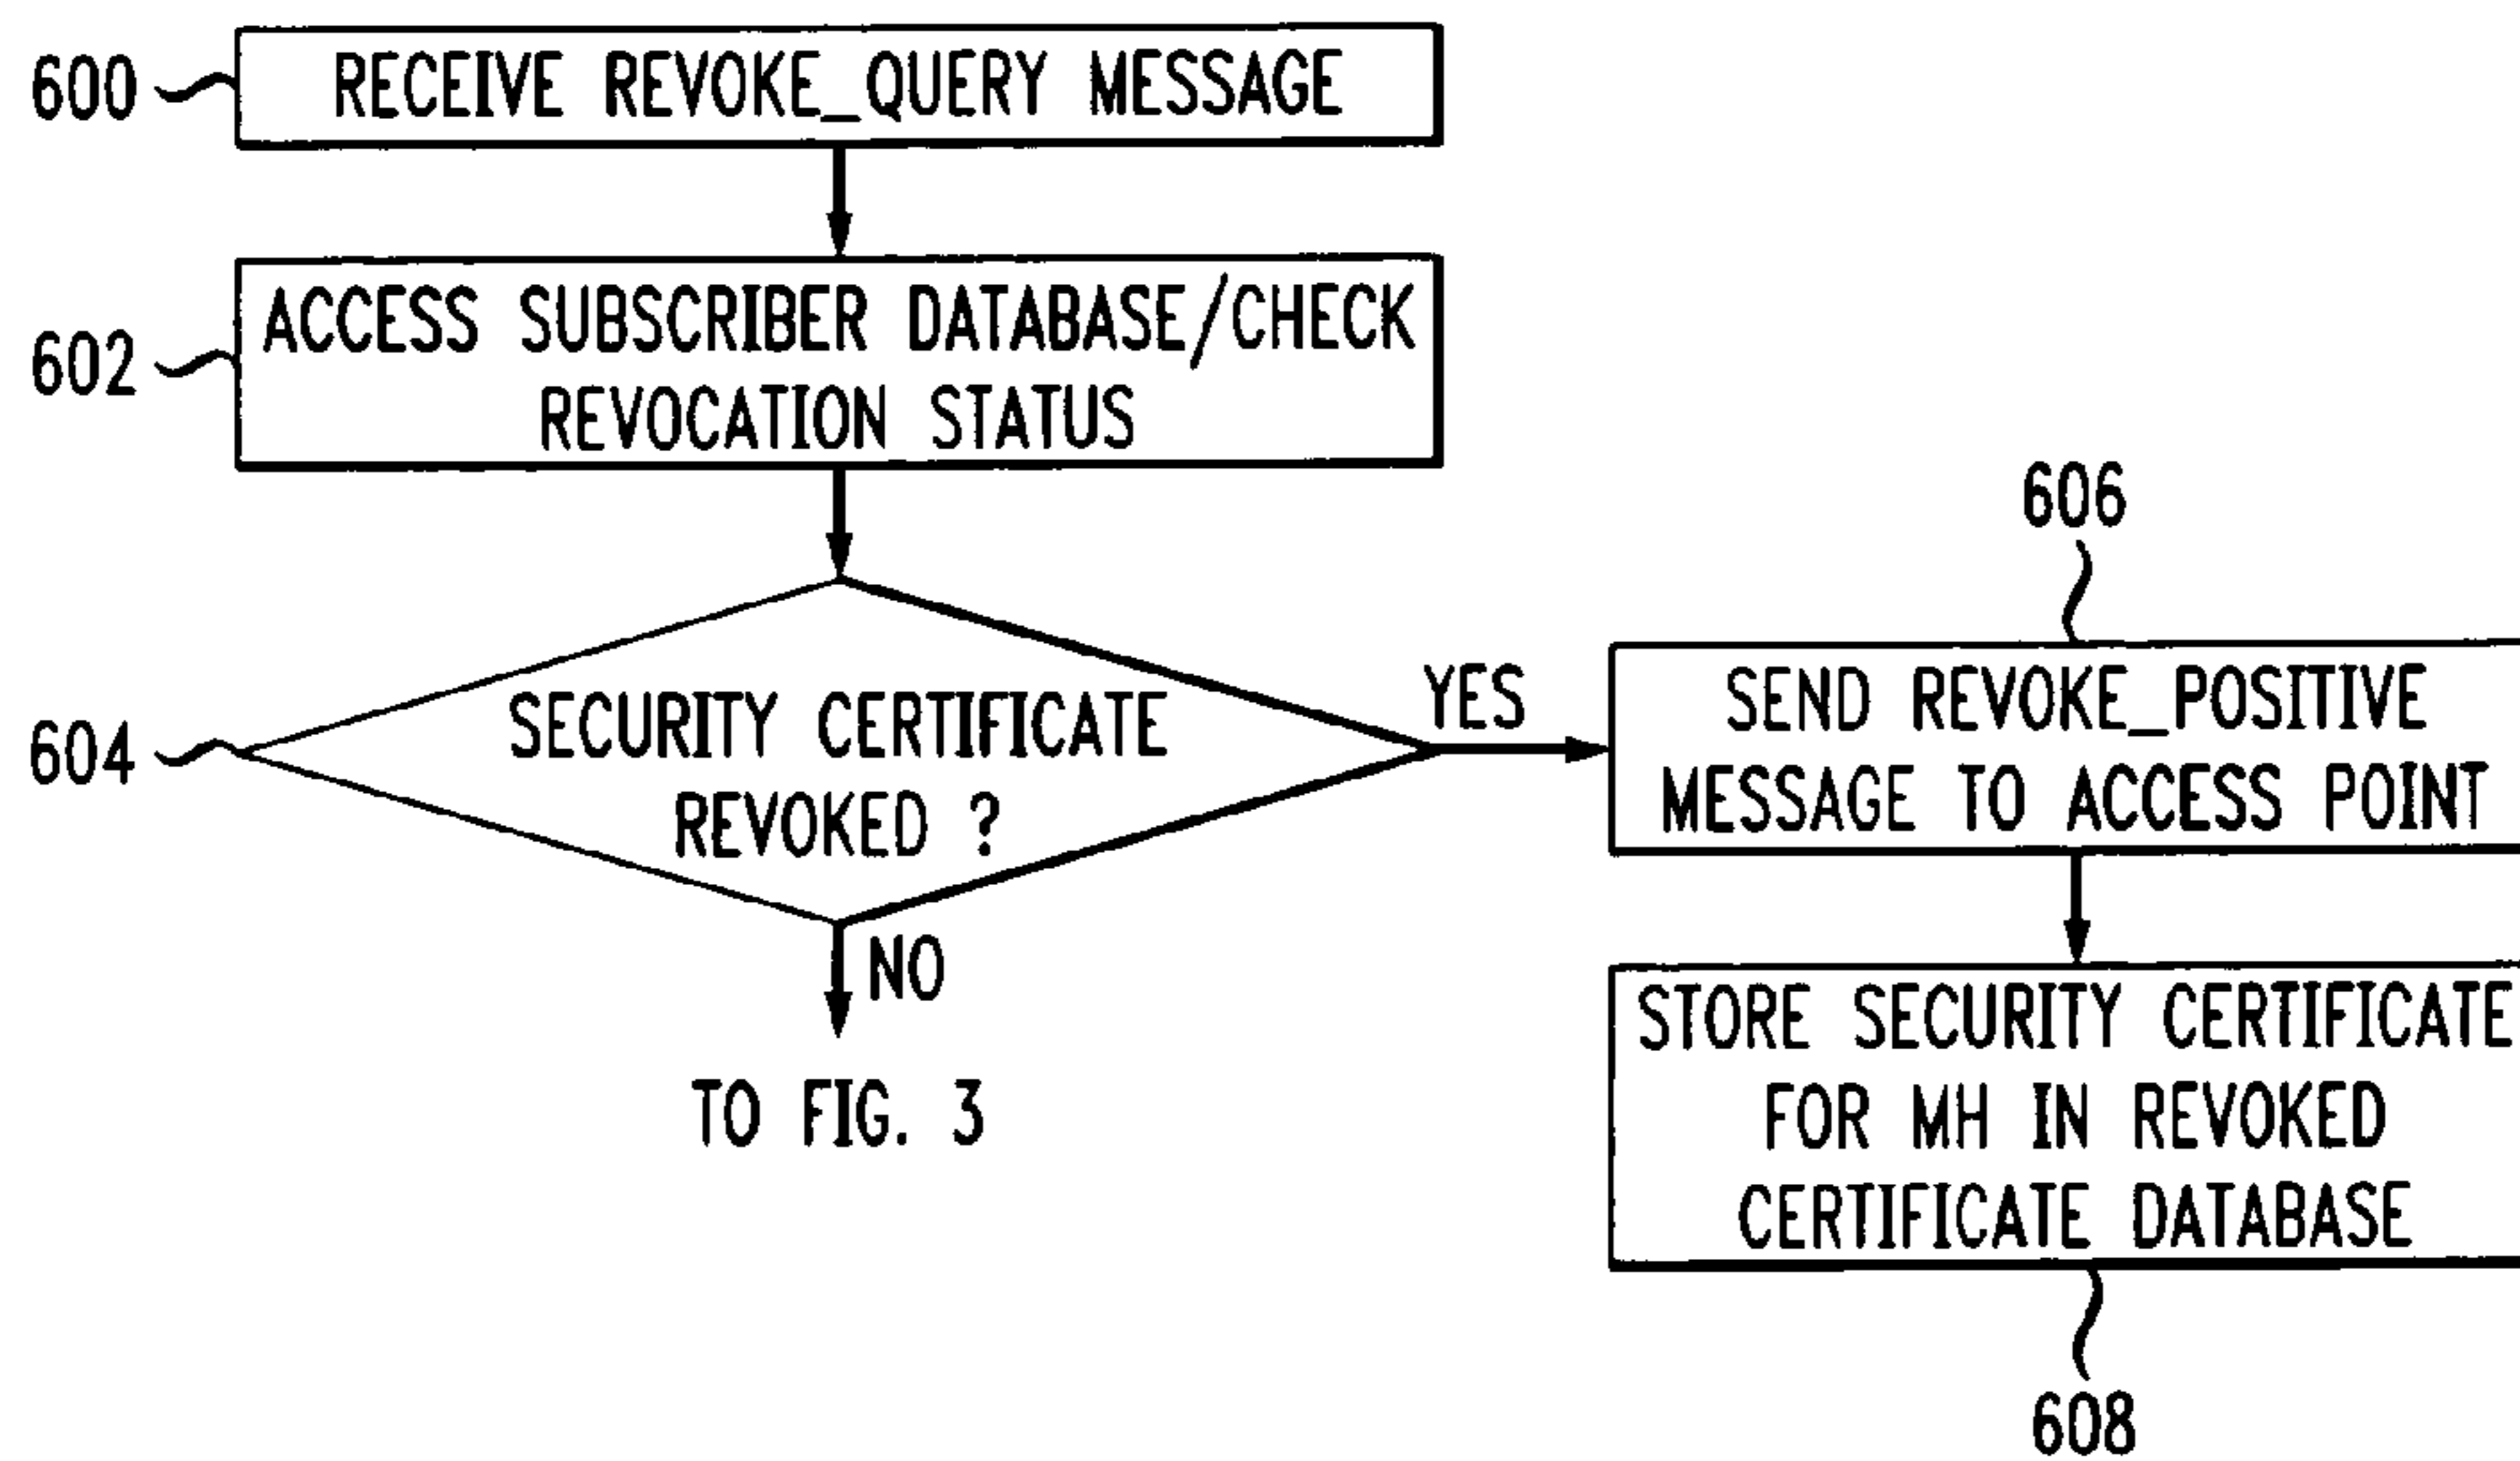 600
RECEIVE REVOKE_QUERY MESSAGE
602
ACCESS SUBSCRIBER DATABASE/CHECK
REVOCATION STATUS
604
SECURITY CERTIFICATE
REVOKED ?
YES
NO
TO FIG. 3
606
SEND REVOKE_POSITIVE
MESSAGE TO ACCESS POINT
STORE SECURITY CERTIFICATE
FOR MH IN REVOKED
CERTIFICATE DATABASE
608